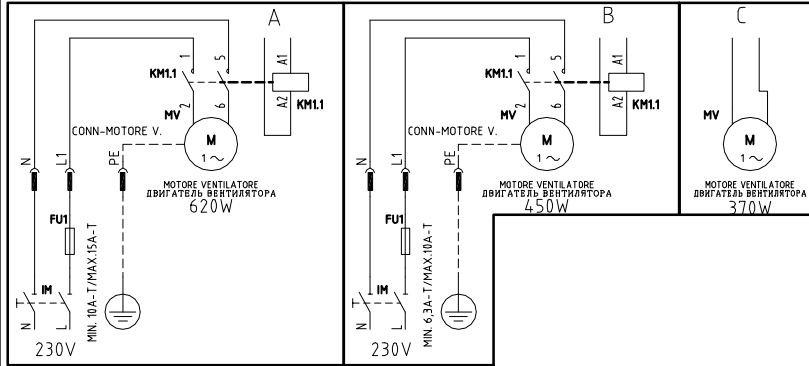 A
1
5
KM1.1
A1
A2
KM1.1
2
6
MV
CONN-MOTORE V.
M
1 ~
N
L1
PE
MOTORE VENTILATORE
ДВИГАТЕЛЬ ВЕНТИЛЯТОРА
620W
FU1
MIN. 10A-T/MAX.15A-T
IM
N
L
230V
B
1
5
KM1.1
A1
A2
KM1.1
2
6
MV
CONN-MOTORE V.
M
1 ~
N
L1
PE
MOTORE VENTILATORE
ДВИГАТЕЛЬ ВЕНТИЛЯТОРА
450W
FU1
MIN. 6,3A-T/MAX.10A-T
IM
N
L
230V
C
MV
M
1 ~
MOTORE VENTILATORE
ДВИГАТЕЛЬ ВЕНТИЛЯТОРА
370W